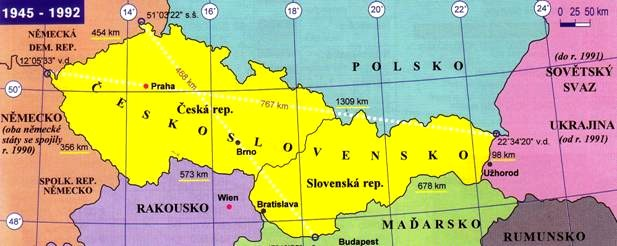 1945 - 1992
14°
51°03'22" s.š.
16
18
20°
22
0 25 50 km
NĚMECKÁ
DEM. REP.
454 km
12°05'33" v.d.
468 km
POLSKO
(do r. 1991)
SOVĚTSKÝ
SVAZ
50°
Praha
767 km
1309 km
Česká rep.
ČESKOSLOVENSKO
NĚMECKO
(oba německé
státy se spojily
r. 1990)
UKRAJINA
(od r. 1991)
22°34'20" v.d.
356 km
Brno
98 km
Užhorod
SPOLK. REP.
NĚMECKO
573 km
Slovenská rep.
678 km
RAKOUSKO
Wien
Bratislava
MAĎARSKO
48°
Budapest
RUMUNSKO